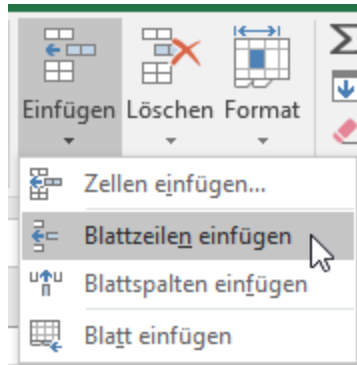 Einfügen Löschen Format
Zellen einfügen...
Blattzeilen einfügen
Blattspalten einfügen
Blatt einfügen